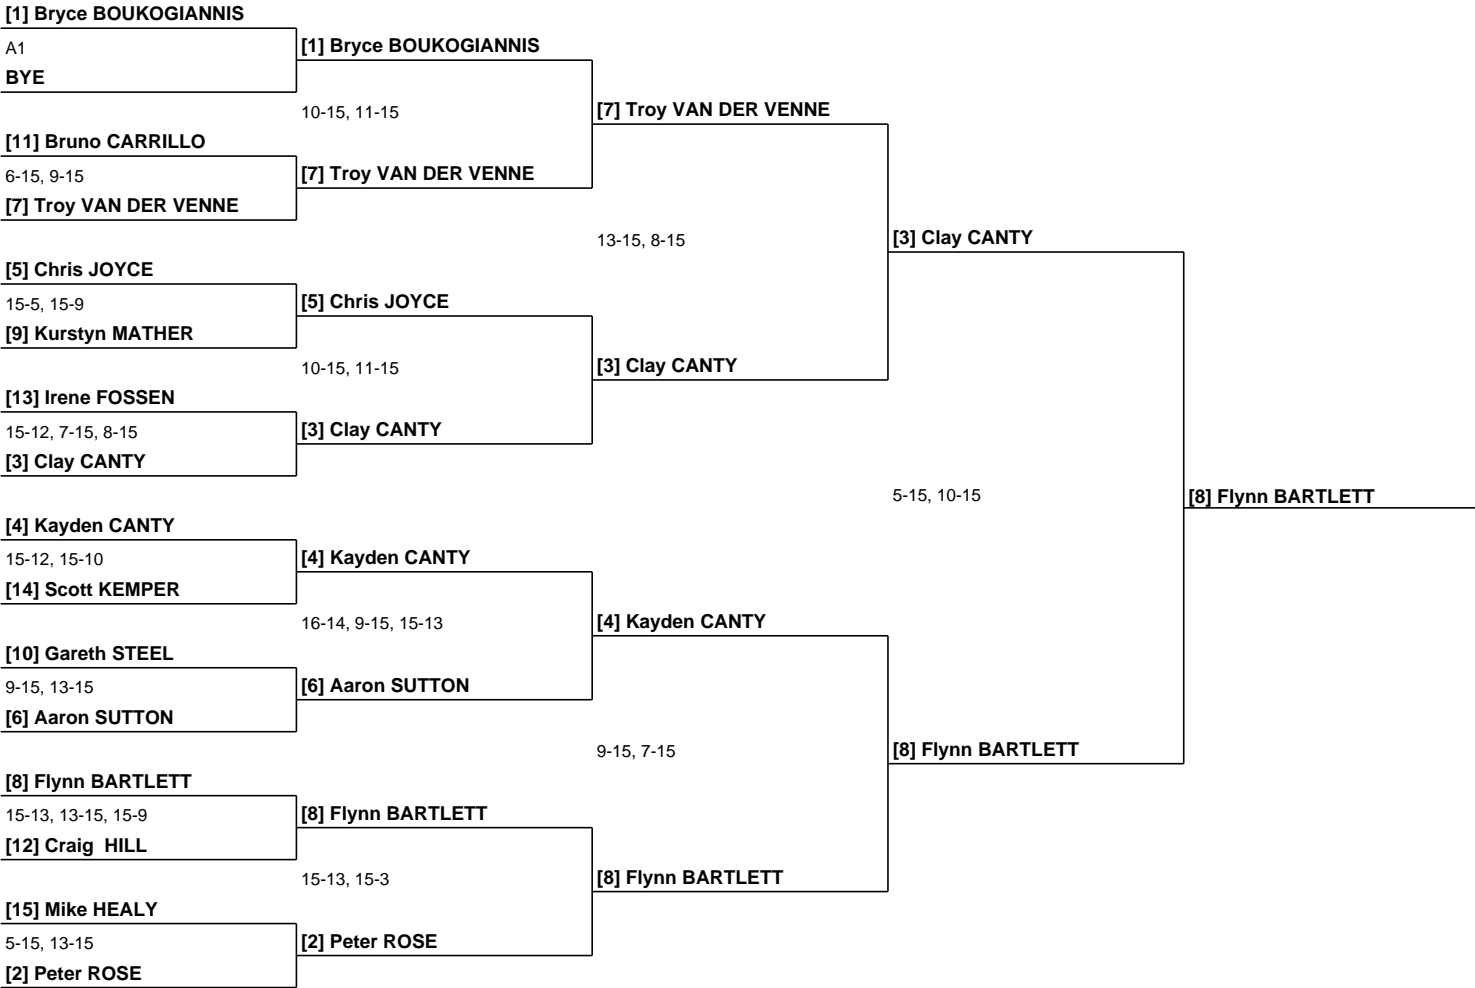 [1] Bryce BOUKOGIANNIS
A1
BYE
[11] Bruno CARRILLO
6-15, 9-15
[7] Troy VAN DER VENNE
[5] Chris JOYCE
15-5, 15-9
[9] Kurstyn MATHER
[13] Irene FOSSEN
15-12, 7-15, 8-15
[3] Clay CANTY
[4] Kayden CANTY
15-12, 15-10
[14] Scott KEMPER
[10] Gareth STEEL
9-15, 13-15
[6] Aaron SUTTON
[8] Flynn BARTLETT
15-13, 13-15, 15-9
[12] Craig  HILL
[15] Mike HEALY
5-15, 13-15
[2] Peter ROSE
[1] Bryce BOUKOGIANNIS
10-15, 11-15
[7] Troy VAN DER VENNE
[5] Chris JOYCE
10-15, 11-15
[3] Clay CANTY
[4] Kayden CANTY
16-14, 9-15, 15-13
[6] Aaron SUTTON
[8] Flynn BARTLETT
15-13, 15-3
[2] Peter ROSE
[7] Troy VAN DER VENNE
13-15, 8-15
[3] Clay CANTY
[4] Kayden CANTY
9-15, 7-15
[8] Flynn BARTLETT
[3] Clay CANTY
5-15, 10-15
[8] Flynn BARTLETT
[8] Flynn BARTLETT